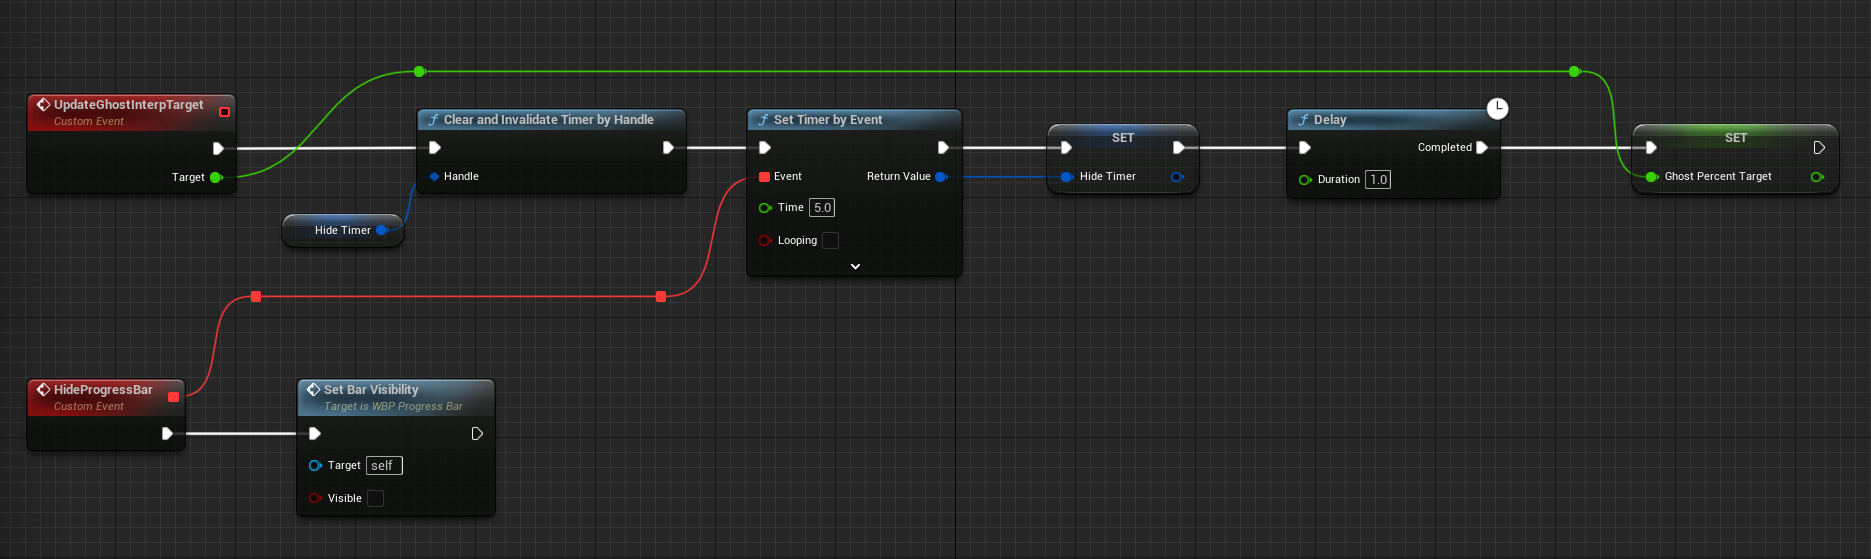 UpdateGhostInterpTarget
Custom Event
Target
Hide Timer
Clear and Invalidate Timer by Handle
Handle
Set Timer by Event
Event
Return Value
Time 5.0
Looping
SET
Hide Timer
Delay
Completed
Duration 1.0
SET
Ghost Percent Target
HideProgressBar
Custom Event
Set Bar Visibility
Target is WBP Progress Bar
Target self
Visible